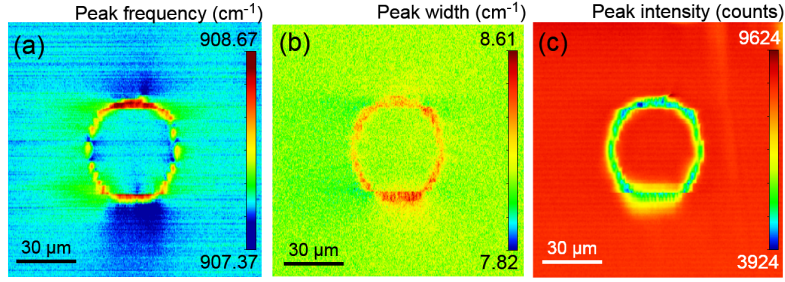 Peak frequency (cm⁻¹)
Peak width (cm⁻¹)
Peak intensity (counts)
(a)
908.67
907.37
30 µm
(b)
8.61
7.82
30 µm
(c)
9624
3924
30 µm